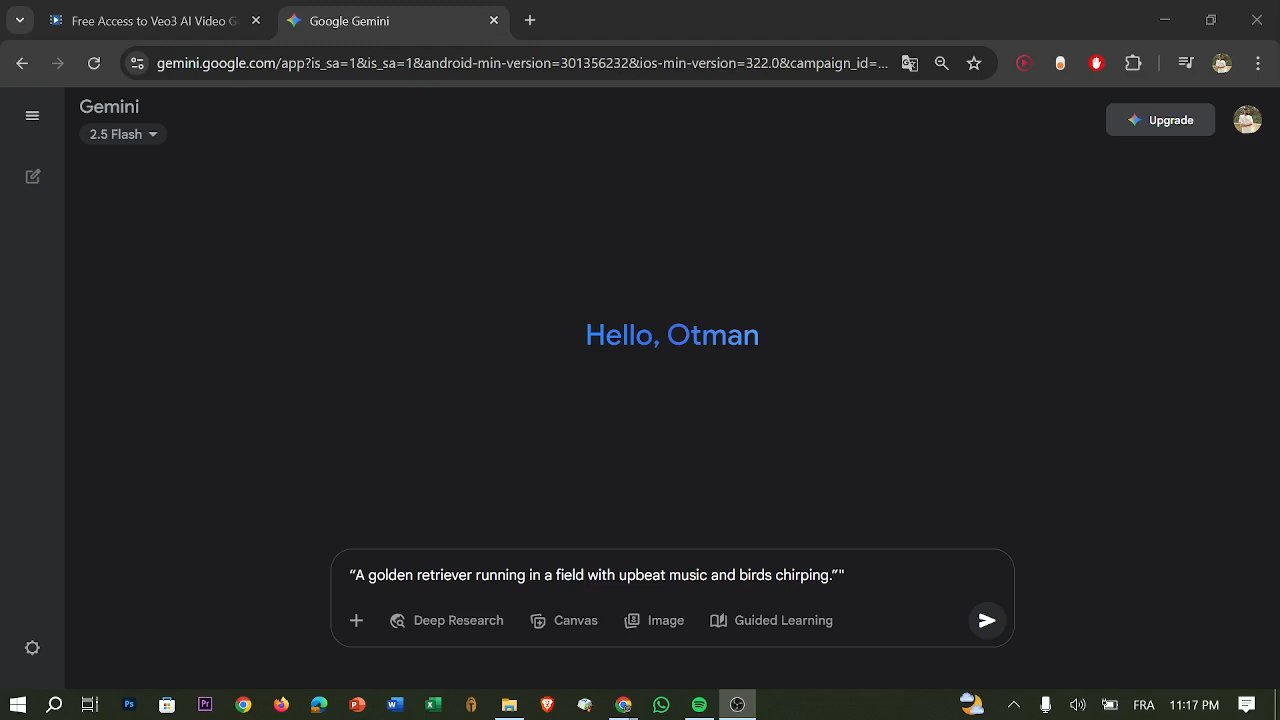 Free Access to Veo3 AI Video G
Google Gemini
gemini.google.com/app?is_sa=1&is_sa=1&android-min-version=301356232&ios-min-version=322.0&campaign_id=...
Gemini
2.5 Flash
Upgrade
Hello, Otman
“A golden retriever running in a field with upbeat music and birds chirping.”"
Deep Research
Canvas
Image
Guided Learning
Ps
Pr
FRA
11:17 PM